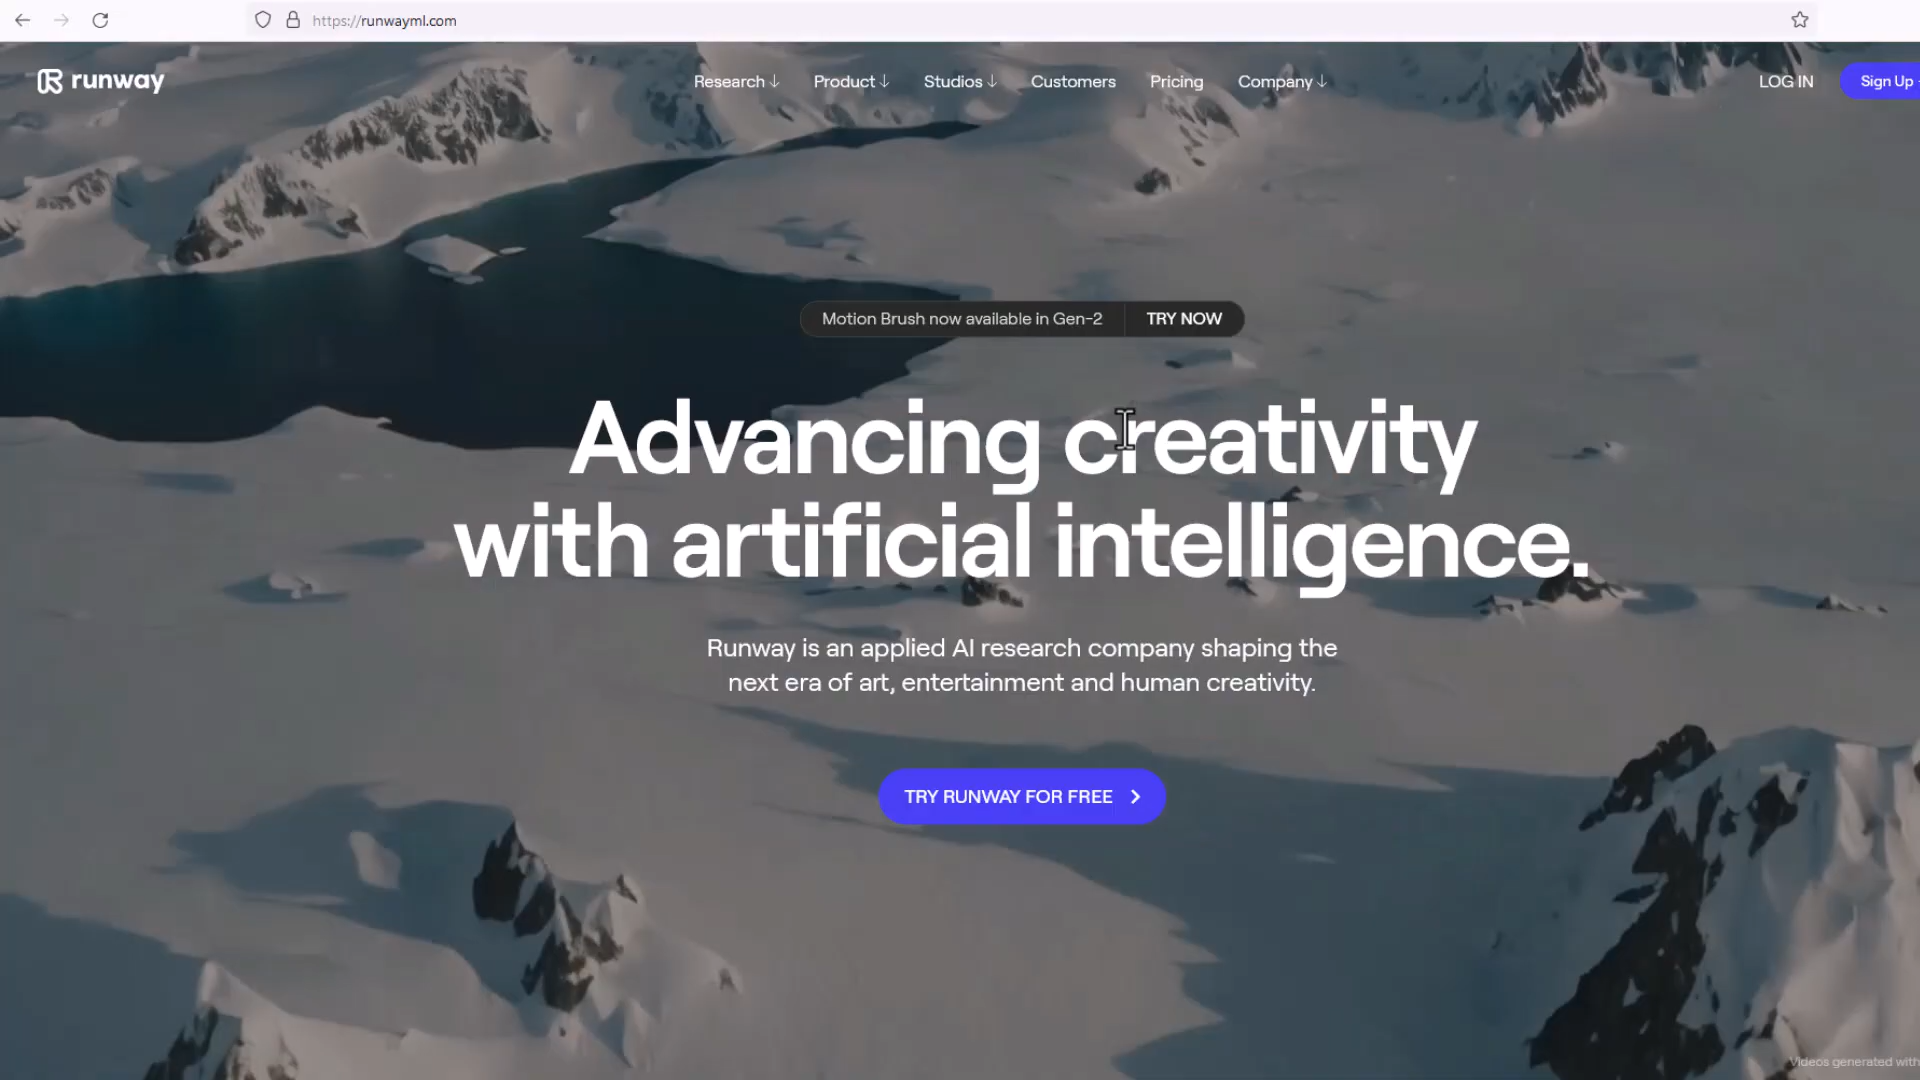 https://runwayml.com
runway
Research ↓
Product ↓
Studios ↓
Customers
Pricing
Company ↓
LOG IN
Sign Up
Motion Brush now available in Gen-2
TRY NOW
Advancing creativity
with artificial intelligence.
Runway is an applied AI research company shaping the
next era of art, entertainment and human creativity.
TRY RUNWAY FOR FREE
Videos generated with